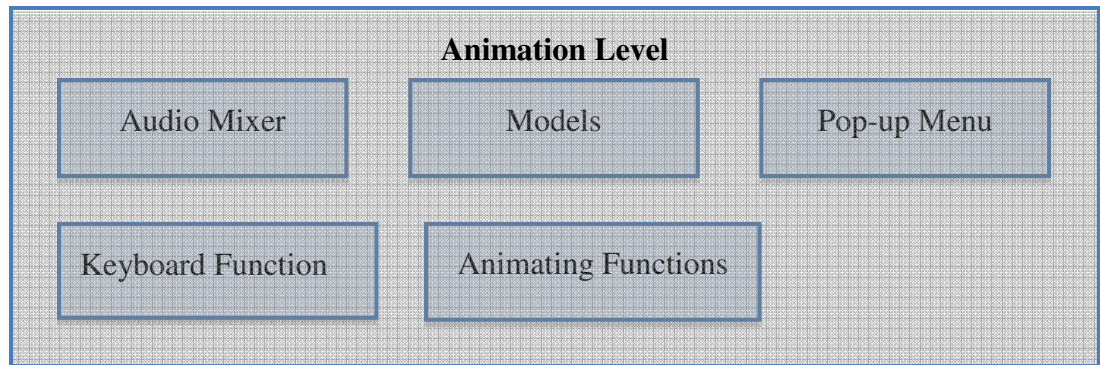 Animation Level
Audio Mixer
Models
Pop-up Menu
Keyboard Function
Animating Functions